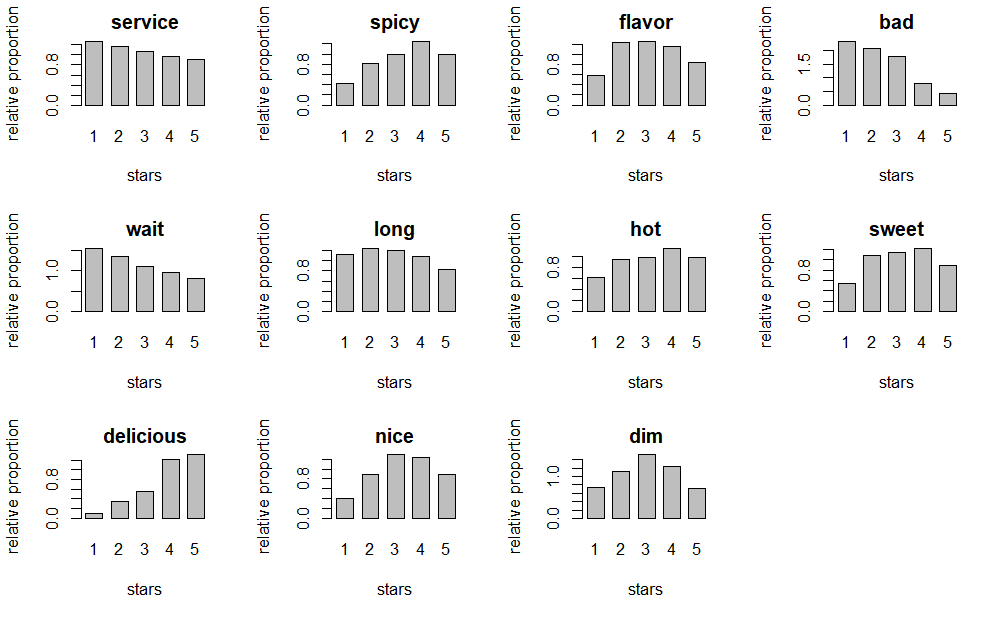 service
relative proportion
0.8
0.0
1 2 3 4 5
stars
spicy
relative proportion
0.8
0.0
1 2 3 4 5
stars
flavor
relative proportion
0.8
0.0
1 2 3 4 5
stars
bad
relative proportion
1.5
0.0
1 2 3 4 5
stars
wait
relative proportion
1.0
0.0
1 2 3 4 5
stars
long
relative proportion
0.8
0.0
1 2 3 4 5
stars
hot
relative proportion
0.8
0.0
1 2 3 4 5
stars
sweet
relative proportion
0.8
0.0
1 2 3 4 5
stars
delicious
relative proportion
0.8
0.0
1 2 3 4 5
stars
nice
relative proportion
0.8
0.0
1 2 3 4 5
stars
dim
relative proportion
1.0
0.0
1 2 3 4 5
stars